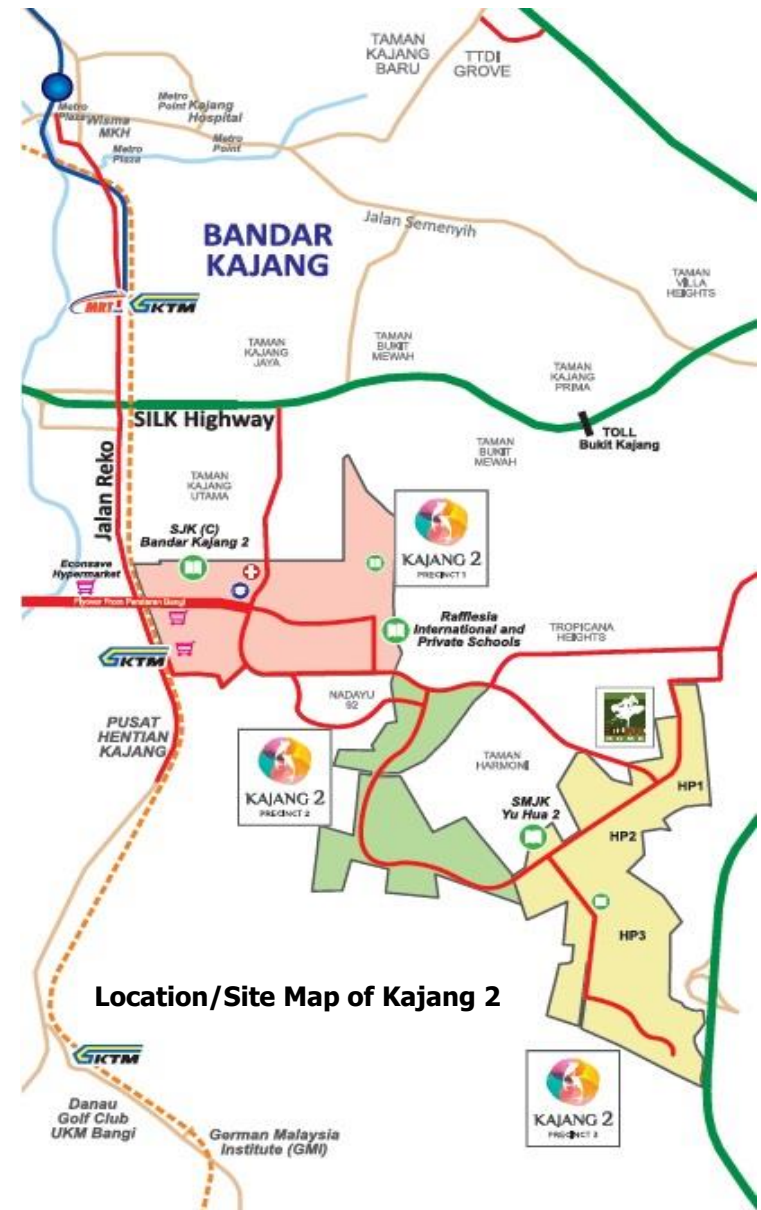 TAMAN
KAJANG
BARU
TTDI
GROVE
Metro
Plaza
Wisma
MKH
Metro
Point
Kajang
Hospital
Metro
Plaza
Metro
Point
BANDAR
KAJANG
Jalan Semenyih
TAMAN
VILLA
HEIGHTS
MRT
KTM
TAMAN
KAJANG
JAYA
TAMAN
BUKIT
MEWAH
TAMAN
KAJANG
PRIMA
SILK Highway
TOLL
Bukit Kajang
TAMAN
BUKIT
MEWAH
Jalan Reko
TAMAN
KAJANG
UTAMA
SJK (C)
Bandar Kajang 2
KAJANG 2
PRECINCT 1
Econsave
Hypermarket
Flyover From Persiaran Bangi
Rafflesia
International and
Private Schools
TROPICANA
HEIGHTS
KTM
NADAYU
92
PUSAT
HENTIAN
KAJANG
KAJANG 2
PRECINCT 2
TAMAN
HARMONI
HP1
SMJK
Yu Hua 2
HP2
HP3
Location/Site Map of Kajang 2
KTM
KAJANG 2
PRECINCT 3
Danau
Golf Club
UKM Bangi
German Malaysia
Institute (GMI)